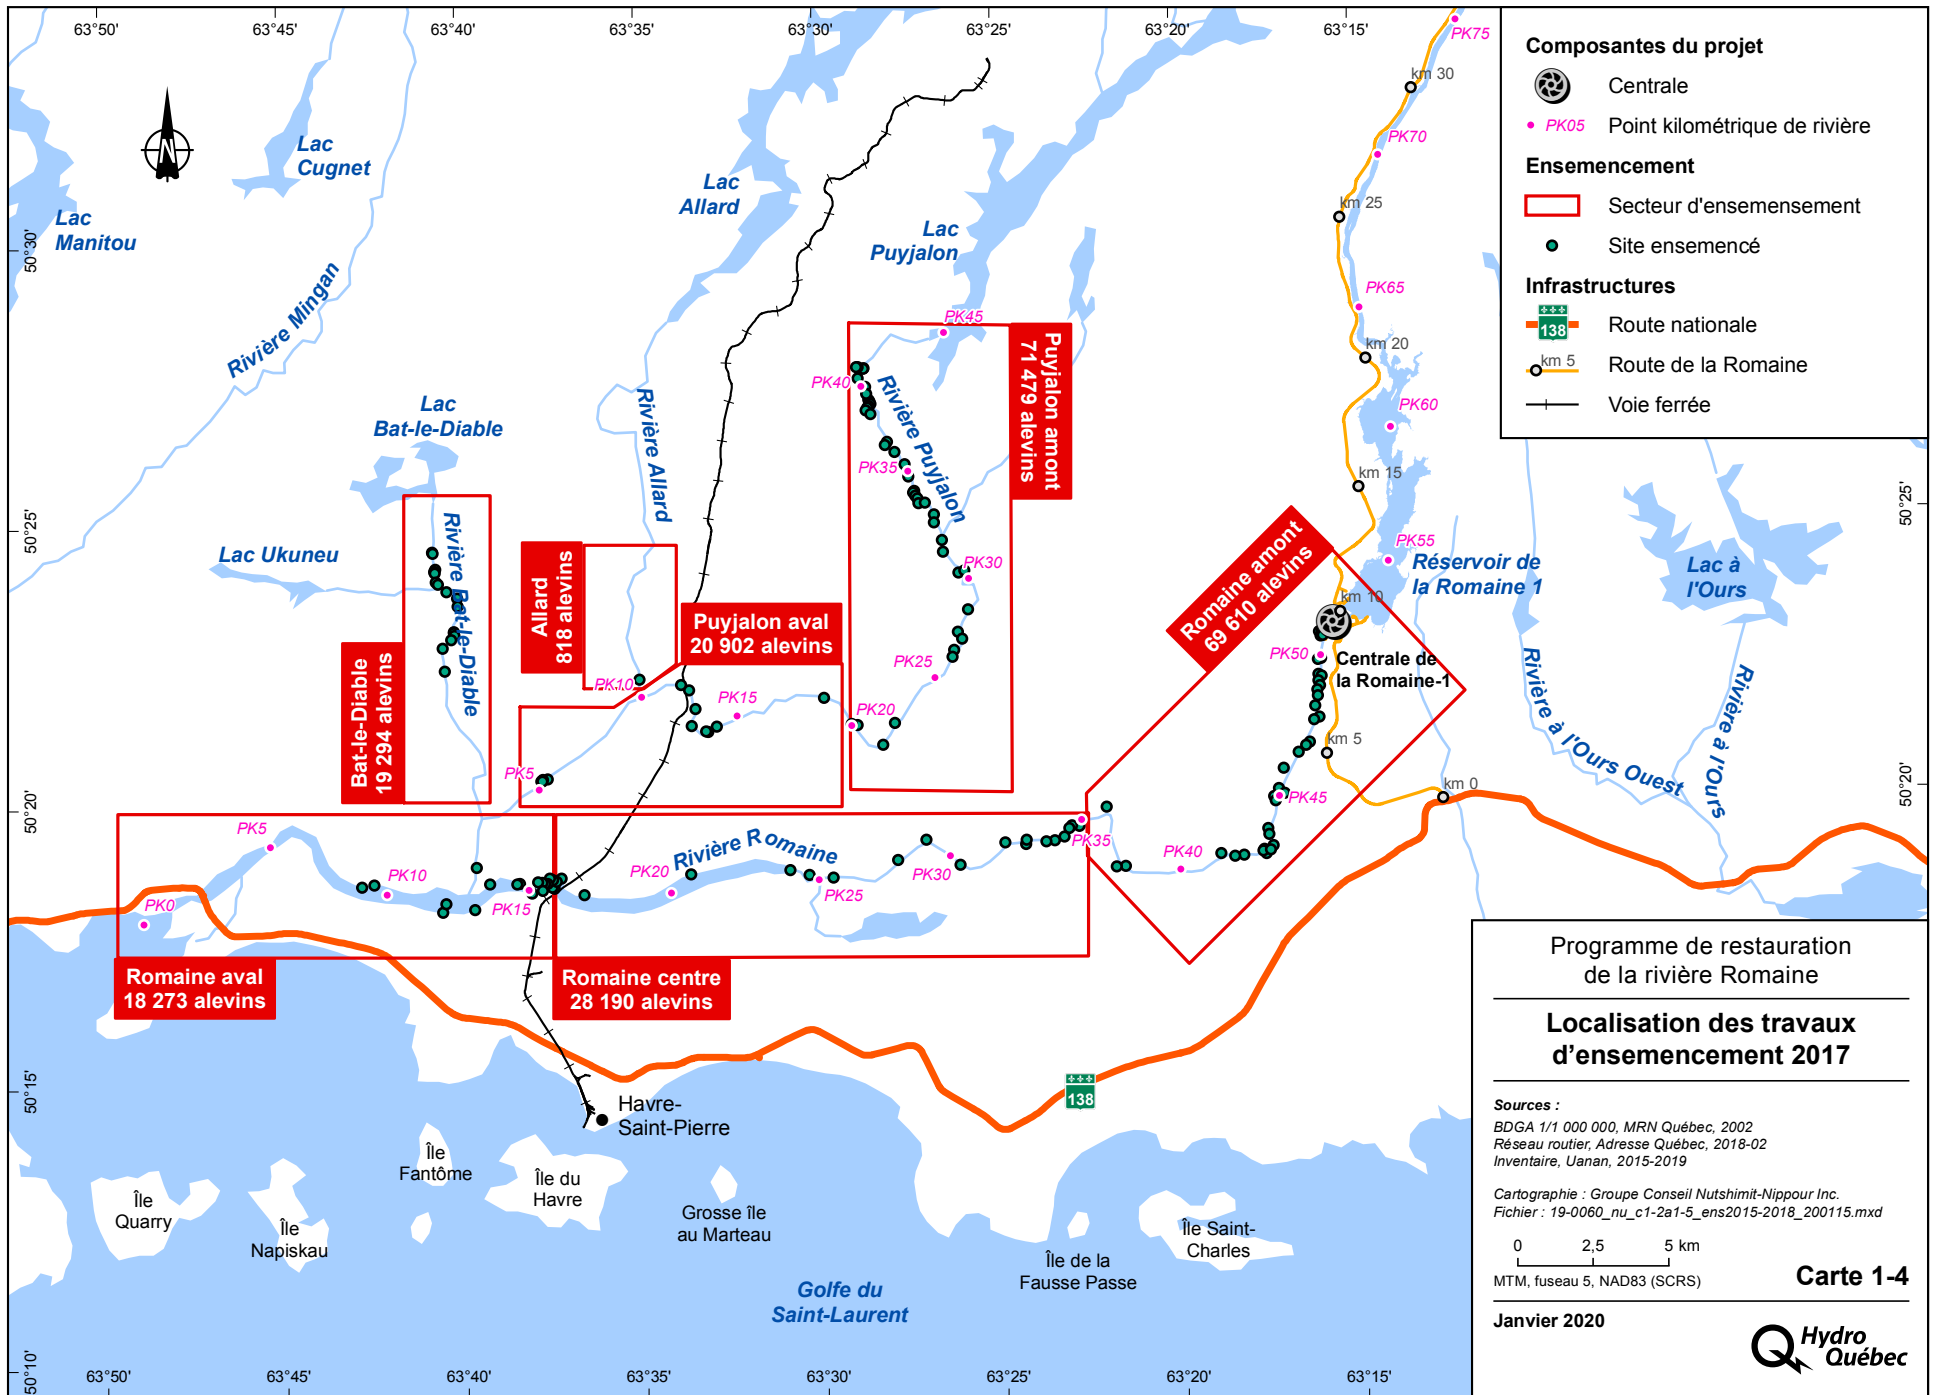 63°50'
63°45'
63°40'
63°35'
63°30'
63°25'
63°20'
63°15'
50°30'
50°25'
50°20'
50°15'
50°10'
50°25'
50°20'
63°50'
63°45'
63°40'
63°35'
63°30'
63°25'
63°20'
63°15'
N
Lac
Manitou
Lac
Cugnet
Rivière Mingan
Lac
Allard
Lac
Puyjalon
Lac
Bat-le-Diable
Lac Ukuneu
Rivière Bat-le-Diable
Rivière Allard
Rivière Puyjalon
Rivière Romaine
Réservoir de
la Romaine 1
Lac à
l'Ours
Rivière à l'Ours Ouest
Rivière à l'Ours
Centrale de
la Romaine-1
Bat-le-Diable
19 294 alevins
Allard
818 alevins
Puyjalon aval
20 902 alevins
Puyjalon amont
71 479 alevins
Romaine amont
69 610 alevins
Romaine aval
18 273 alevins
Romaine centre
28 190 alevins
PK75
PK70
PK65
PK60
PK55
PK50
PK45
PK40
PK35
PK30
PK25
PK20
PK15
PK10
PK5
PK0
PK45
PK40
PK35
PK30
PK25
PK20
PK15
PK10
PK5
km 30
km 25
km 20
km 15
km 10
km 5
km 0
138
Havre-
Saint-Pierre
Île
Quarry
Île
Napiskau
Île
Fantôme
Île du
Havre
Grosse île
au Marteau
Île de la
Fausse Passe
Île Saint-
Charles
Golfe du
Saint-Laurent
Composantes du projet
Centrale
PK05 Point kilométrique de rivière
Ensemencement
Secteur d'ensemensement
Site ensemencé
Infrastructures
138 Route nationale
km 5 Route de la Romaine
Voie ferrée
Programme de restauration
de la rivière Romaine
Localisation des travaux
d'ensemencement 2017
Sources :
BDGA 1/1 000 000, MRN Québec, 2002
Réseau routier, Adresse Québec, 2018-02
Inventaire, Uanan, 2015-2019
Cartographie : Groupe Conseil Nutshimit-Nippour Inc.
Fichier : 19-0060_nu_c1-2a1-5_ens2015-2018_200115.mxd
0 2,5 5 km
MTM, fuseau 5, NAD83 (SCRS)
Carte 1-4
Janvier 2020
Hydro
Québec